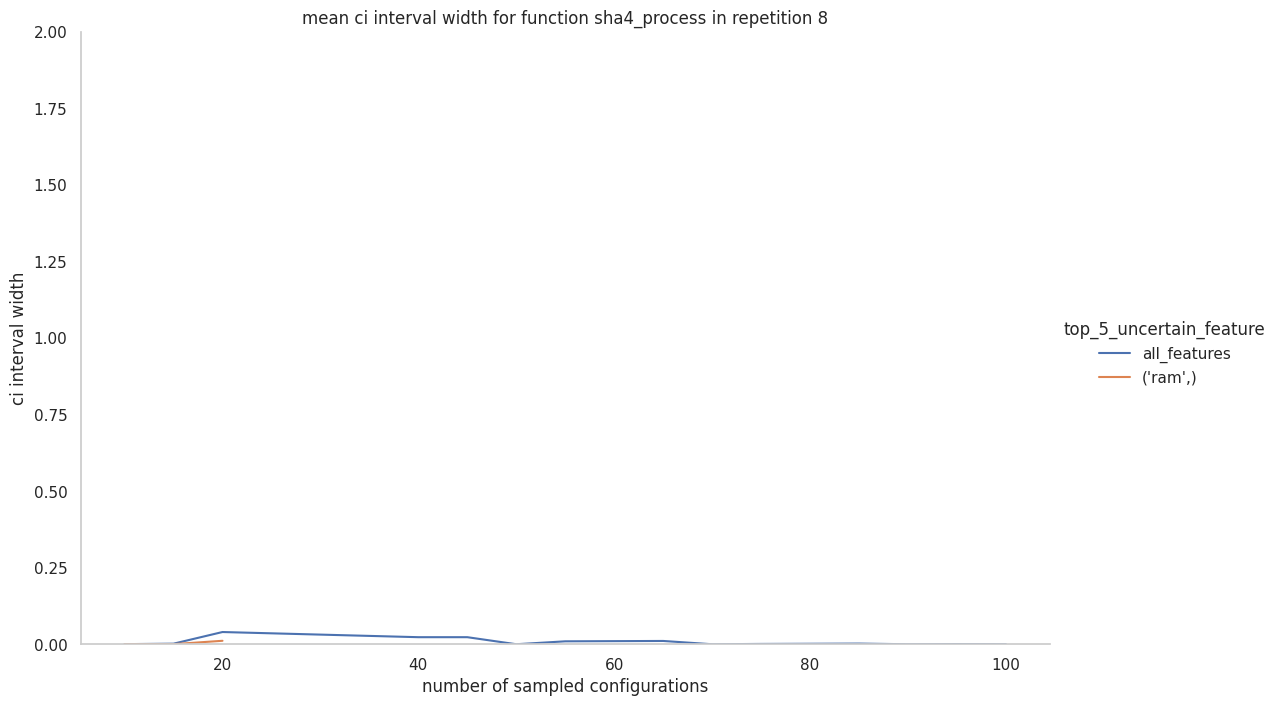 mean ci interval width for function sha4_process in repetition 8
2.00
1.75
1.50
1.25
1.00
0.75
0.50
0.25
0.00
ci interval width
20
40
60
80
100
number of sampled configurations
top_5_uncertain_feature
all_features
('ram',)